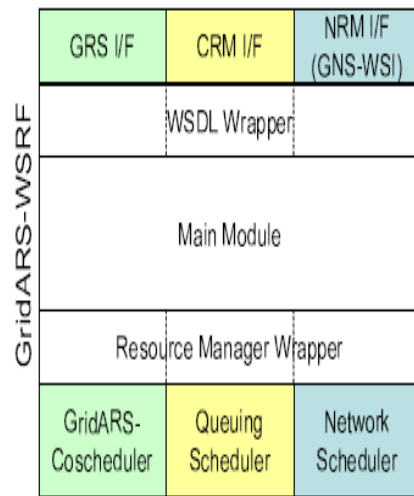 GridARS-WSRF
GRS I/F
CRM I/F
NRM I/F
(GNS-WSI)
WSDL Wrapper
Main Module
Resource Manager Wrapper
GridARS-
Coscheduler
Queuing
Scheduler
Network
Scheduler